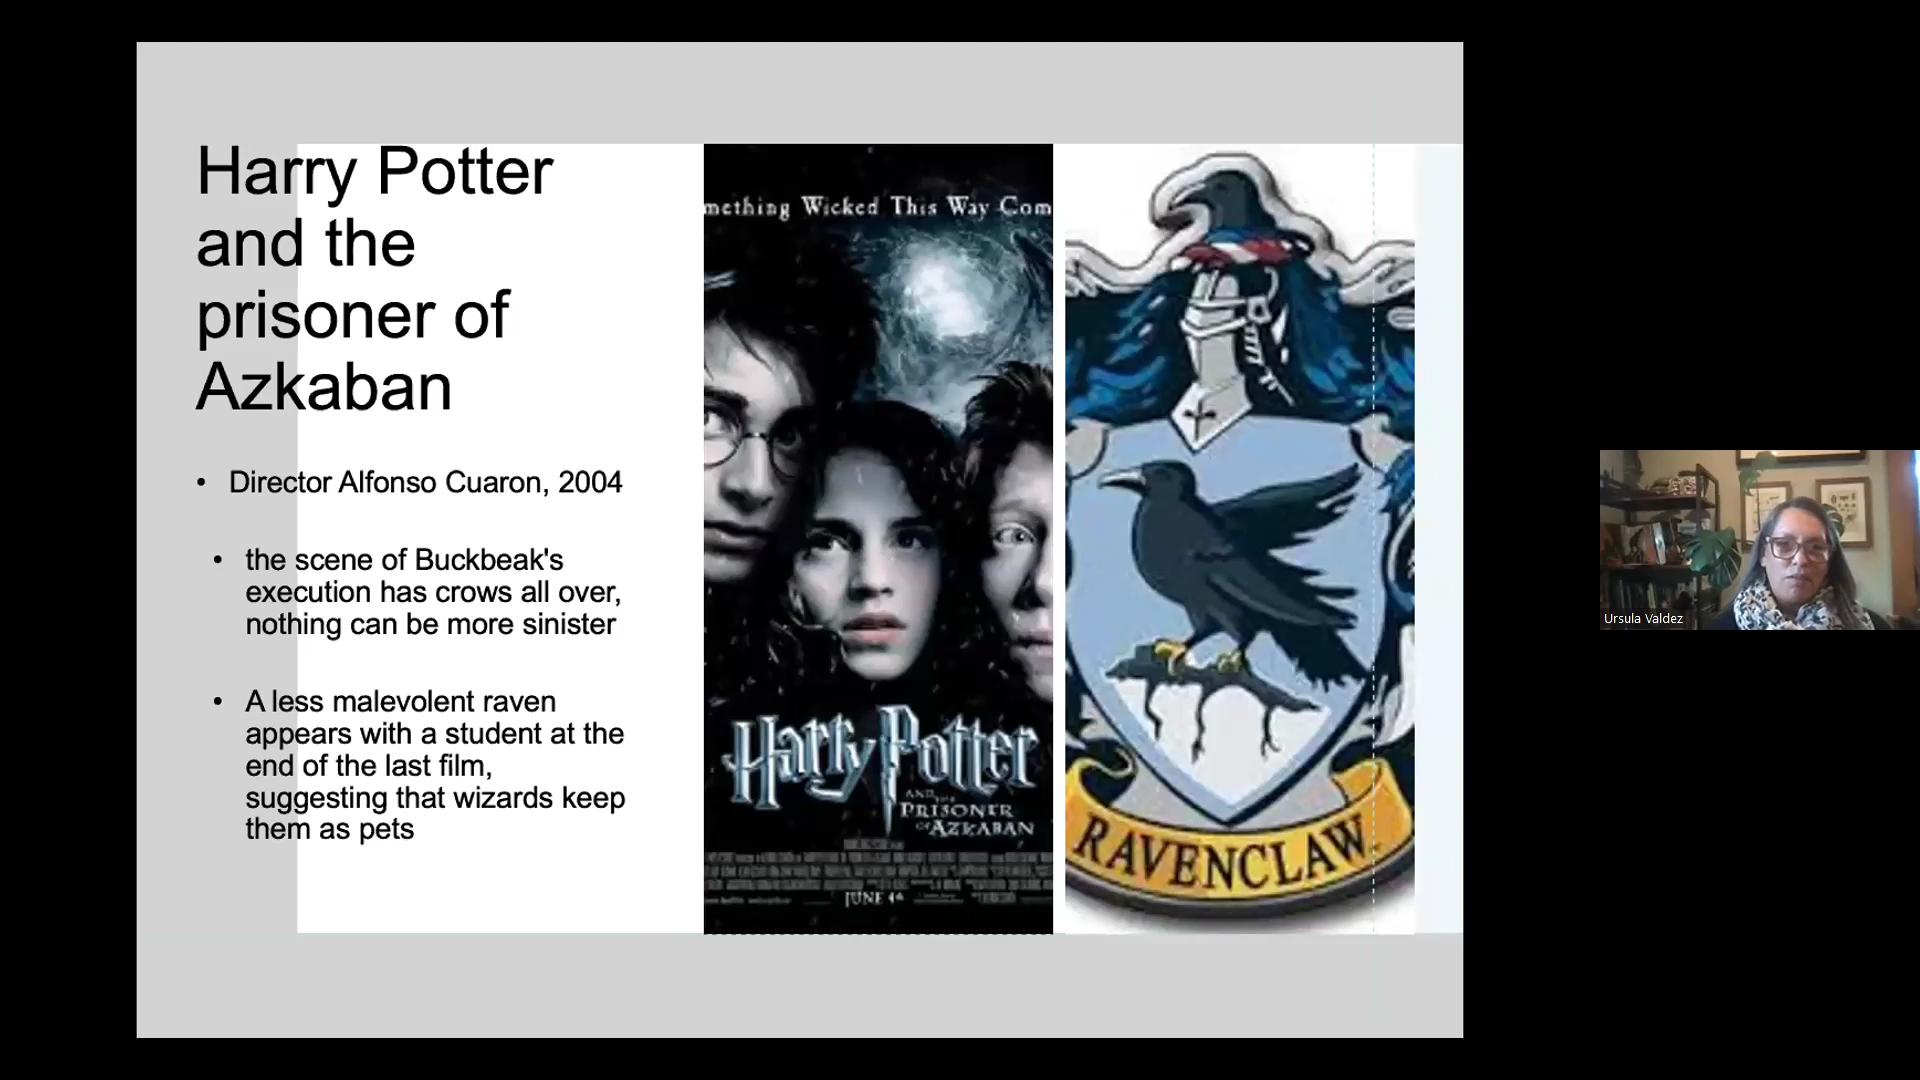 Harry Potter
and the
prisoner of
Azkaban
• Director Alfonso Cuaron, 2004
• the scene of Buckbeak's
execution has crows all over,
nothing can be more sinister
• A less malevolent raven
appears with a student at the
end of the last film,
suggesting that wizards keep
them as pets
mething Wicked This Way Com
Harry Potter
AND THE
PRISONER
OF AZKABAN
JUNE 4
RAVENCLAW
Ursula Valdez